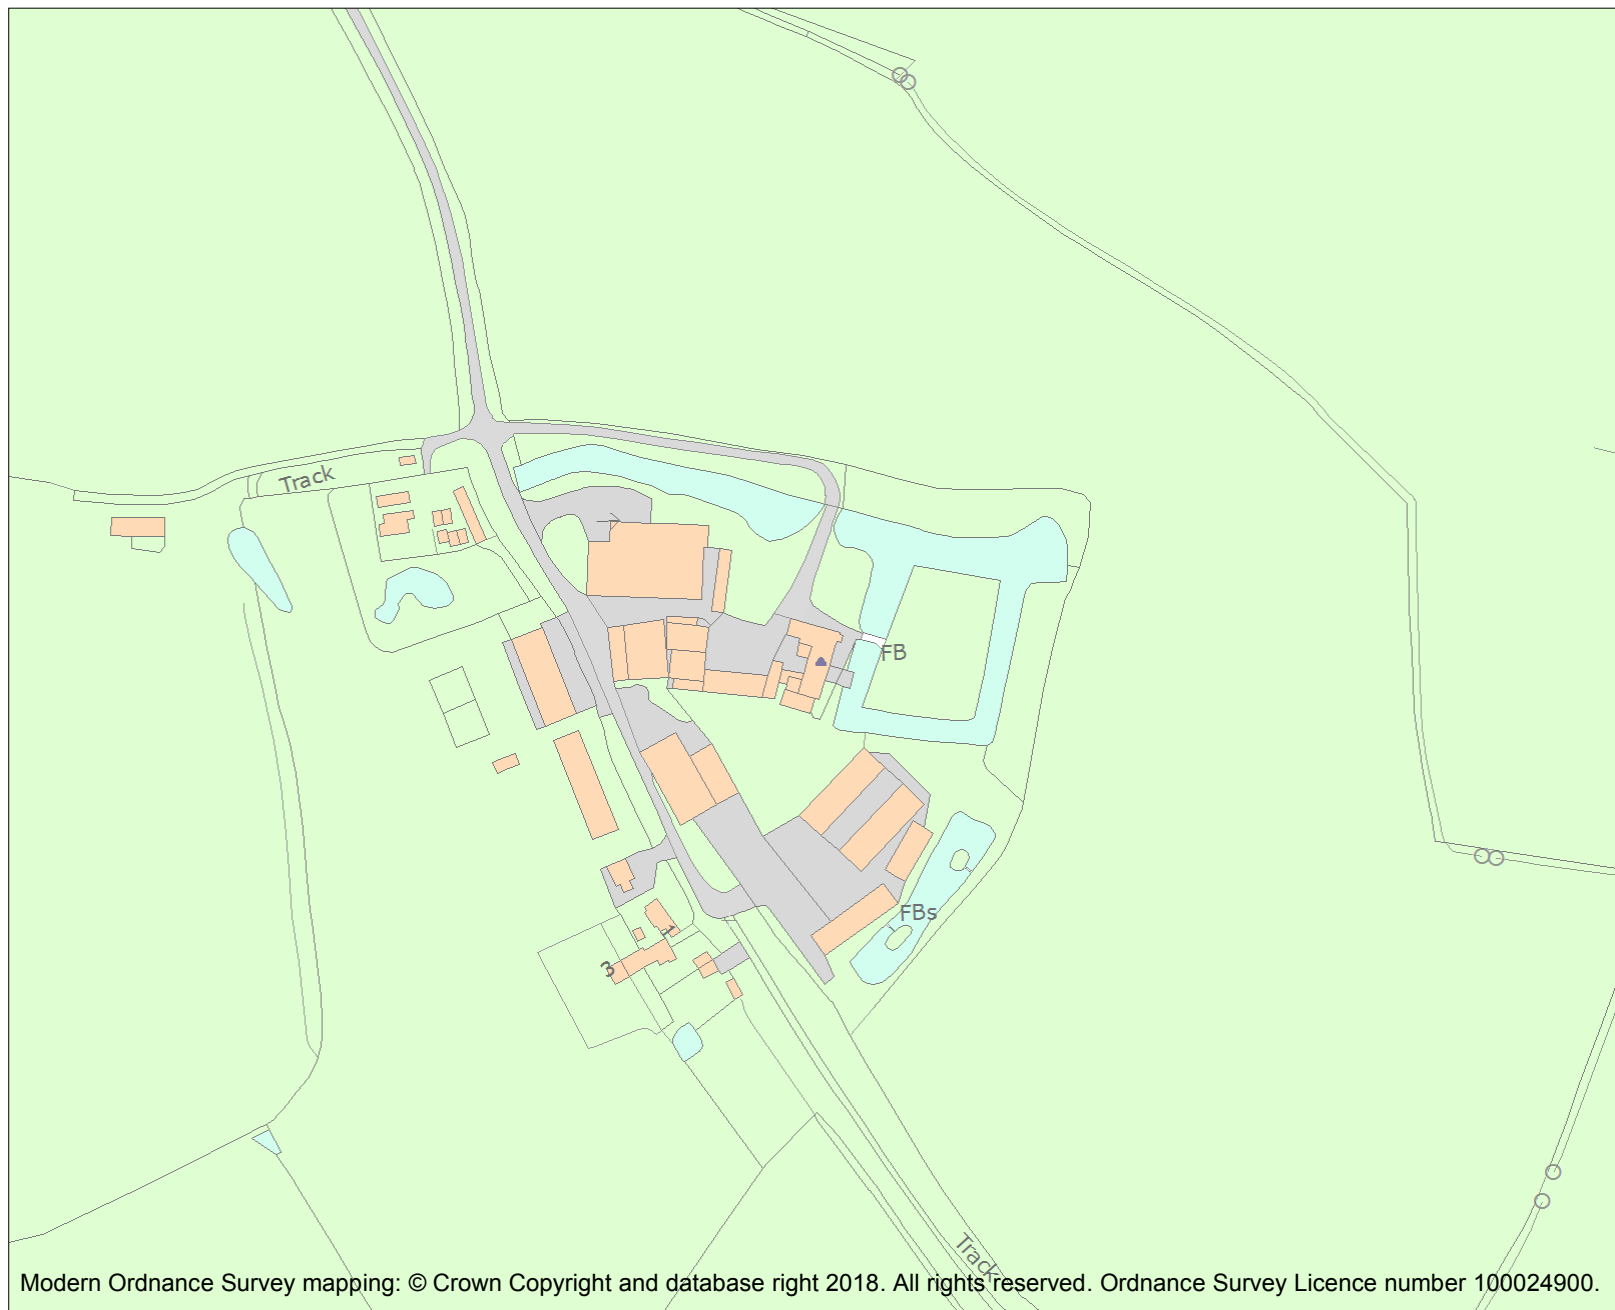 Track
FB
FBs
1
3
Track
Modern Ordnance Survey mapping: © Crown Copyright and database right 2018. All rights reserved. Ordnance Survey Licence number 100024900.